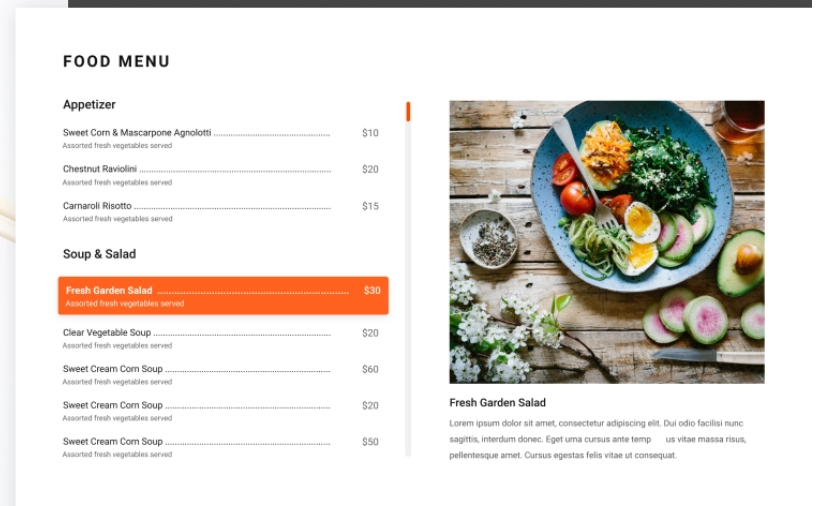 FOOD MENU
Appetizer
Sweet Corn & Mascarpone Agnolotti ........................................................ $10
Assorted fresh vegetables served
Chestnut Raviolini ........................................................ $20
Assorted fresh vegetables served
Carnaroli Risotto ........................................................ $15
Assorted fresh vegetables served
Soup & Salad
Fresh Garden Salad ........................................................ $30
Assorted fresh vegetables served
Clear Vegetable Soup ........................................................ $20
Assorted fresh vegetables served
Sweet Cream Corn Soup ........................................................ $60
Assorted fresh vegetables served
Sweet Cream Corn Soup ........................................................ $20
Assorted fresh vegetables served
Sweet Cream Corn Soup ........................................................ $50
Assorted fresh vegetables served
Fresh Garden Salad
Lorem ipsum dolor sit amet, consectetur adipiscing elit. Dui odio facilisi nunc
sagittis, interdum donec. Eget urna cursus ante temp us vitae massa risus,
pellentesque amet. Cursus egestas felis vitae ut consequat.